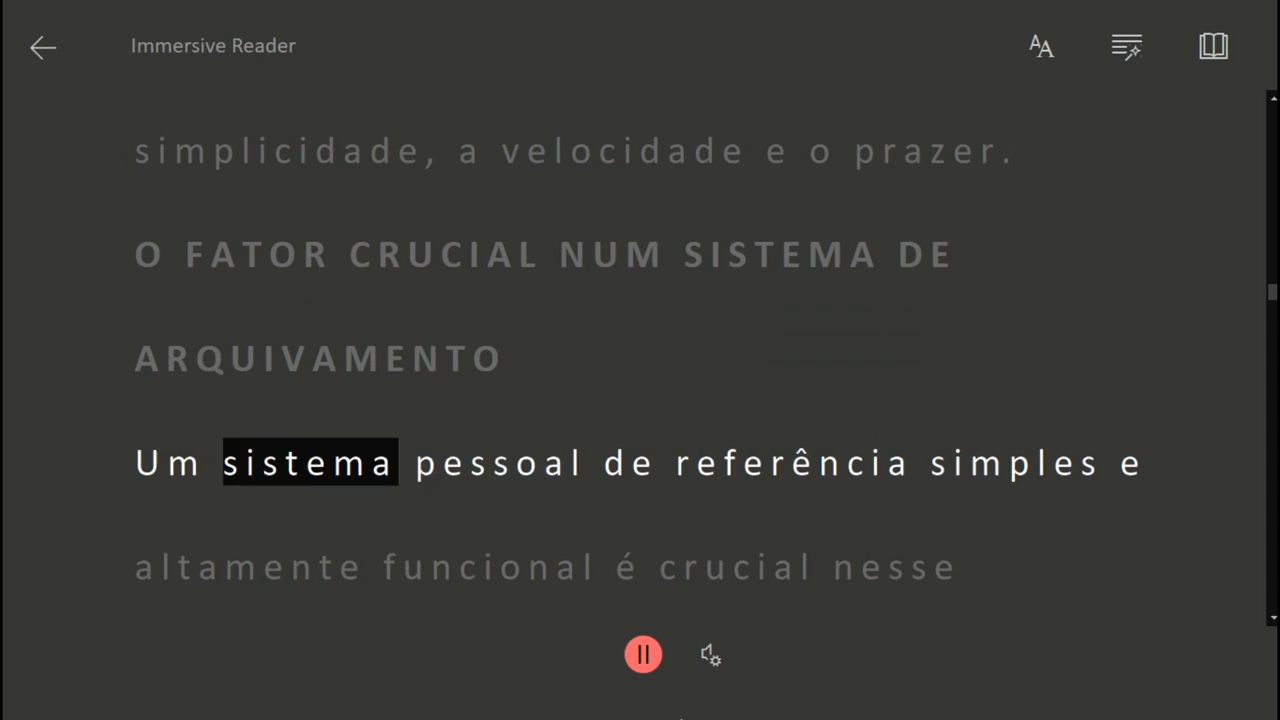 Immersive Reader
simplicidade, a velocidade e o prazer.
O FATOR CRUCIAL NUM SISTEMA DE
ARQUIVAMENTO
Um sistema pessoal de referência simples e
altamente funcional é crucial nesse